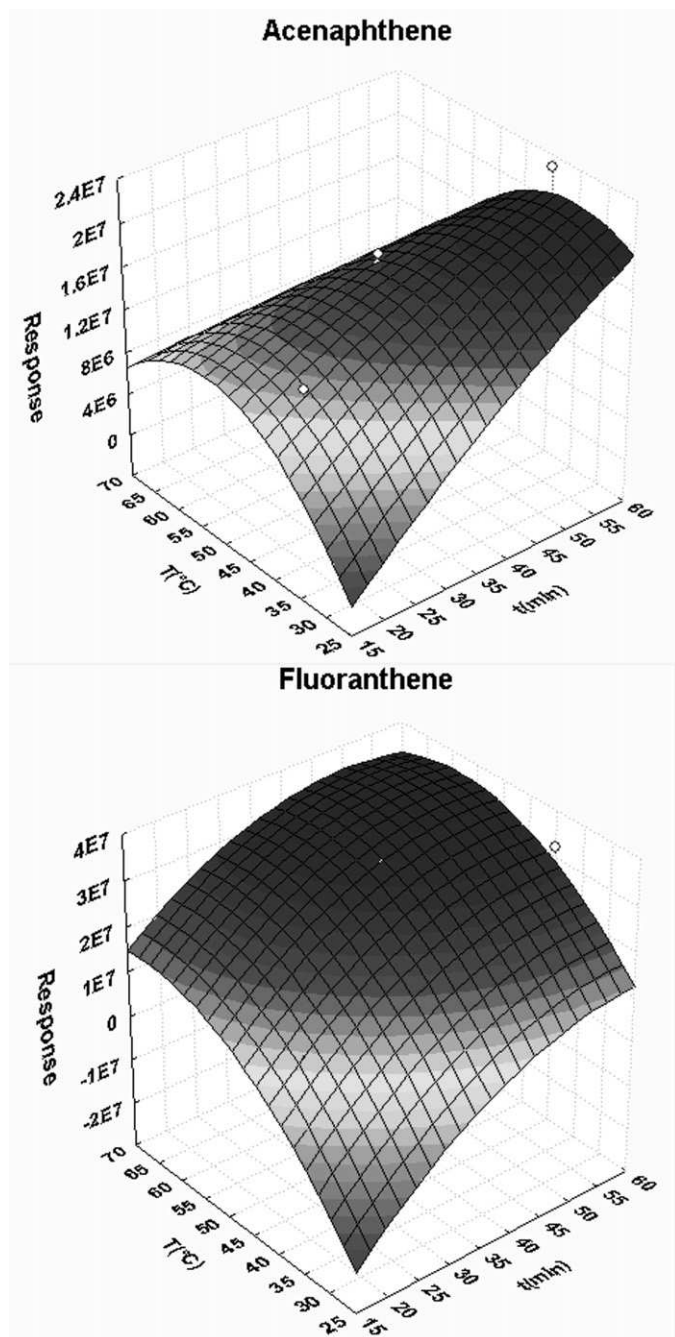 Acenaphthene
2.4E7
2E7
1.6E7
1.2E7
8E6
4E6
0
Response
70
65
60
55
50
45
40
35
30
25
T(°C)
15
20
25
30
35
40
45
50
55
60
t(min)
Fluoranthene
4E7
3E7
2E7
1E7
0
-1E7
-2E7
Response
70
65
60
55
50
45
40
35
30
25
T(°C)
15
20
25
30
35
40
45
50
55
60
t(min)